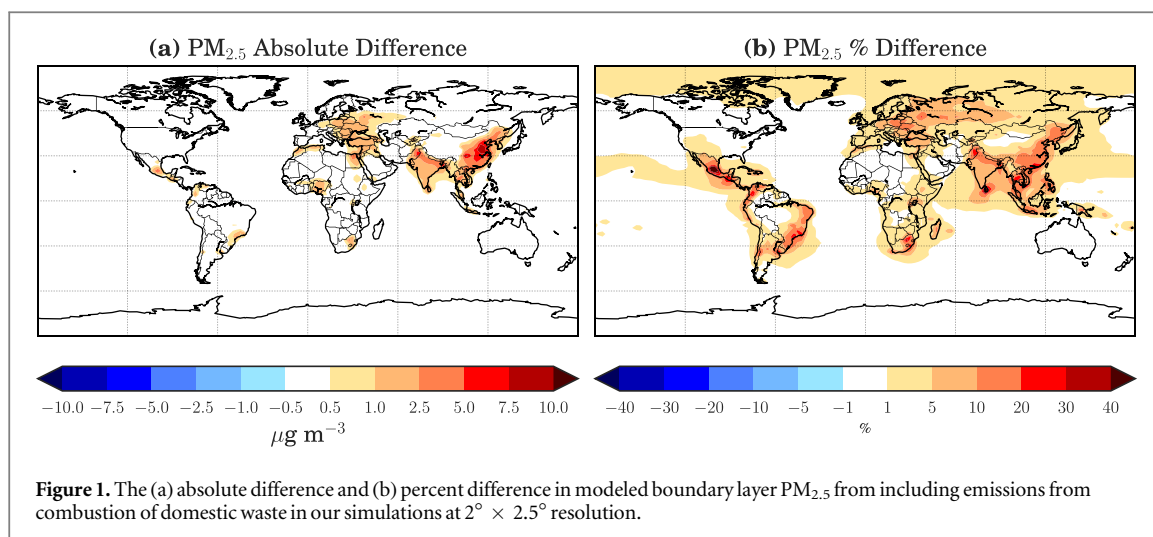 (a) PM2.5 Absolute Difference
(b) PM2.5 % Difference
−10.0 −7.5 −5.0 −2.5 −1.0 −0.5 0.5 1.0 2.5 5.0 7.5 10.0
μg m−3
−40 −30 −20 −10 −5 −1 1 5 10 20 30 40
%
Figure 1. The (a) absolute difference and (b) percent difference in modeled boundary layer PM2.5 from including emissions from
combustion of domestic waste in our simulations at 2° × 2.5° resolution.